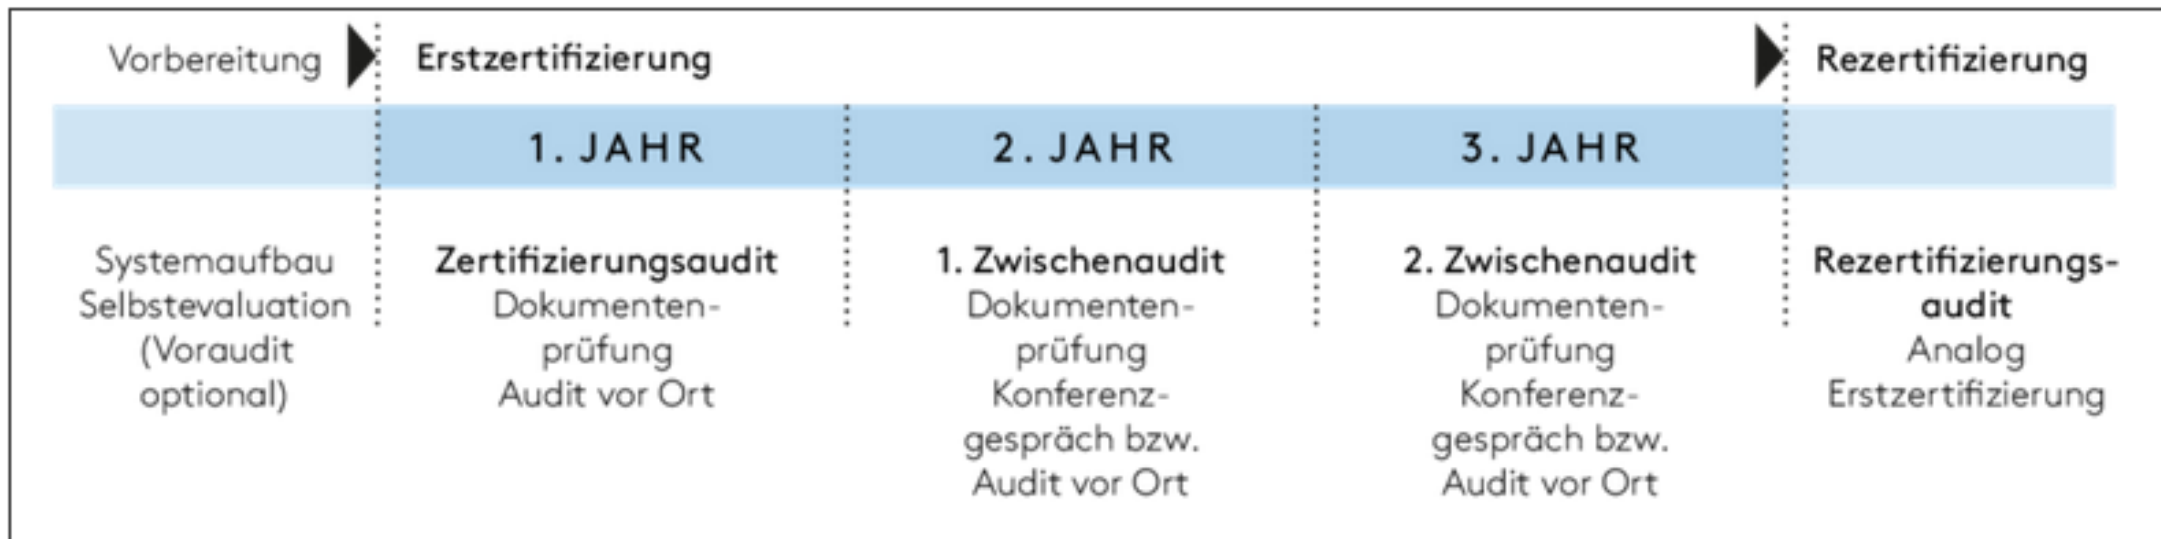 Vorbereitung
Erstzertifizierung
Rezertifizierung
1. JAHR
2. JAHR
3. JAHR
Systemaufbau
Selbstevaluation
(Voraudit
optional)
Zertifizierungsaudit
Dokumenten-
prüfung
Audit vor Ort
1. Zwischenaudit
Dokumenten-
prüfung
Konferenz-
gespräch bzw.
Audit vor Ort
2. Zwischenaudit
Dokumenten-
prüfung
Konferenz-
gespräch bzw.
Audit vor Ort
Rezertifizierungs-
audit
Analog
Erstzertifizierung